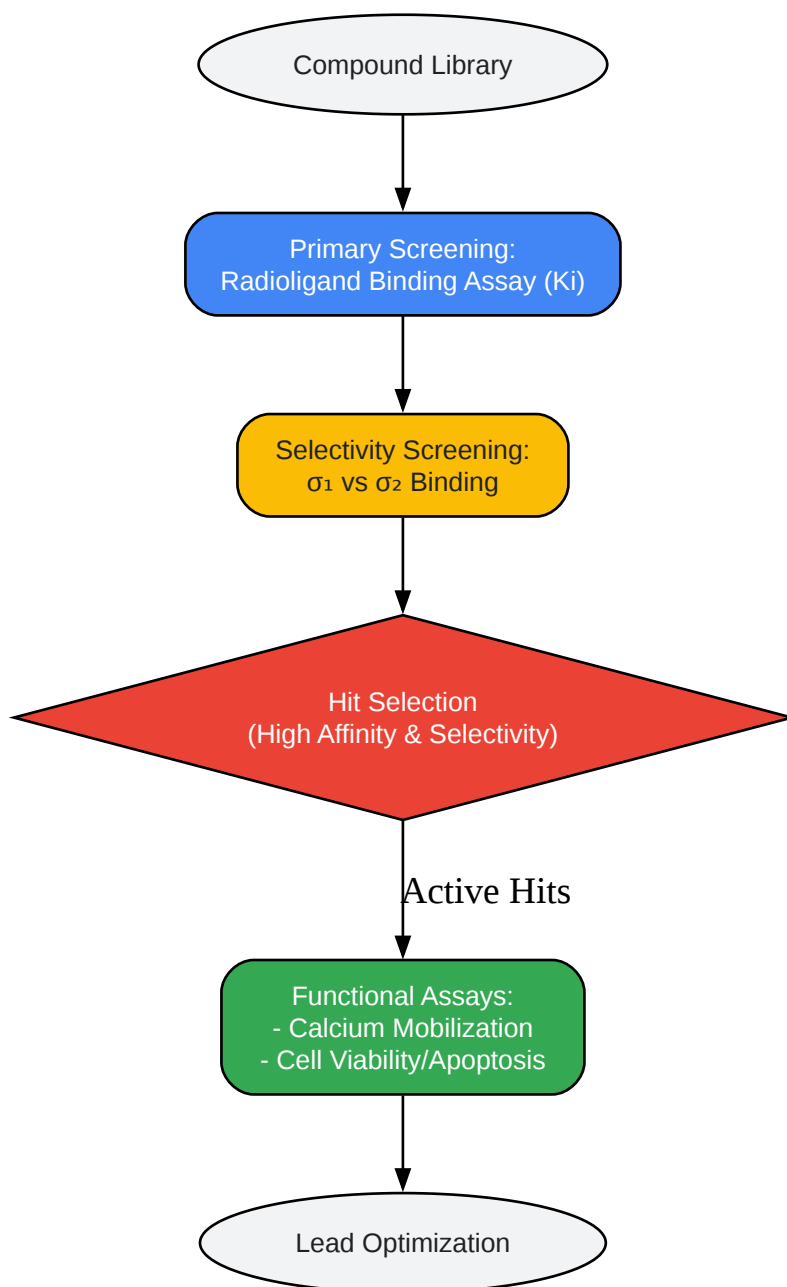 Compound Library
Primary Screening:
Radioligand Binding Assay (Ki)
Selectivity Screening:
σ₁ vs σ₂ Binding
Hit Selection
(High Affinity & Selectivity)
Active Hits
Functional Assays:
- Calcium Mobilization
- Cell Viability/Apoptosis
Lead Optimization